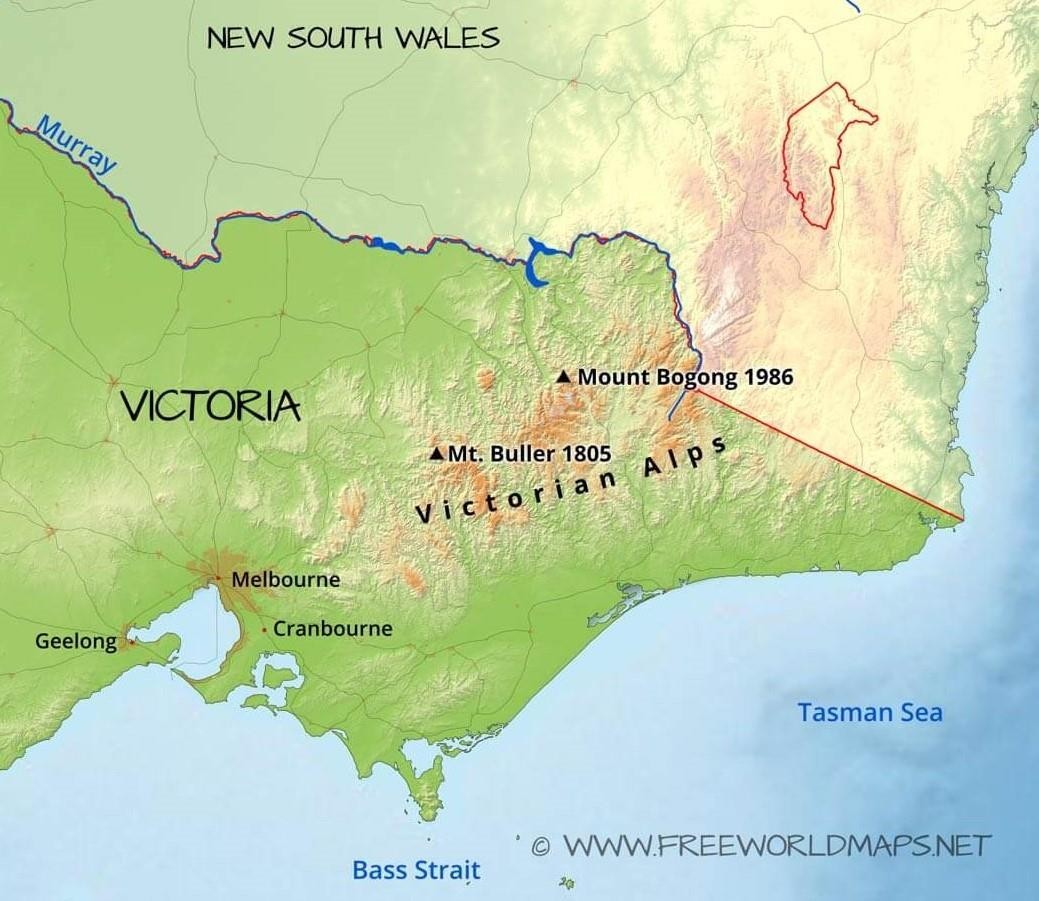 NEW SOUTH WALES
Murray
Mount Bogong 1986
VICTORIA
Mt. Buller 1805
Victorian Alps
Melbourne
Cranbourne
Geelong
Tasman Sea
© WWW.FREEWORLDMAPS.NET
Bass Strait